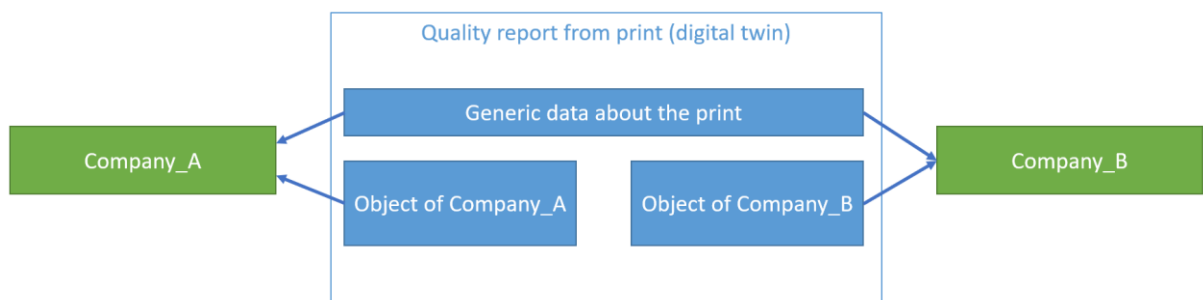 Quality report from print (digital twin)
Generic data about the print
Company_A
Company_B
Object of Company_A
Object of Company_B